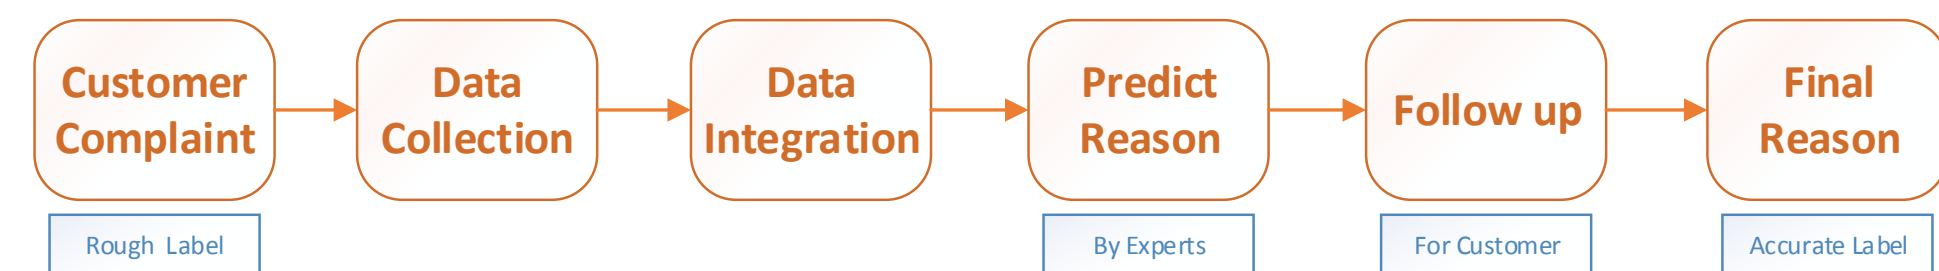 Customer
Complaint
Data
Collection
Data
Integration
Predict
Reason
Follow up
Final
Reason
Rough Label
By Experts
For Customer
Accurate Label